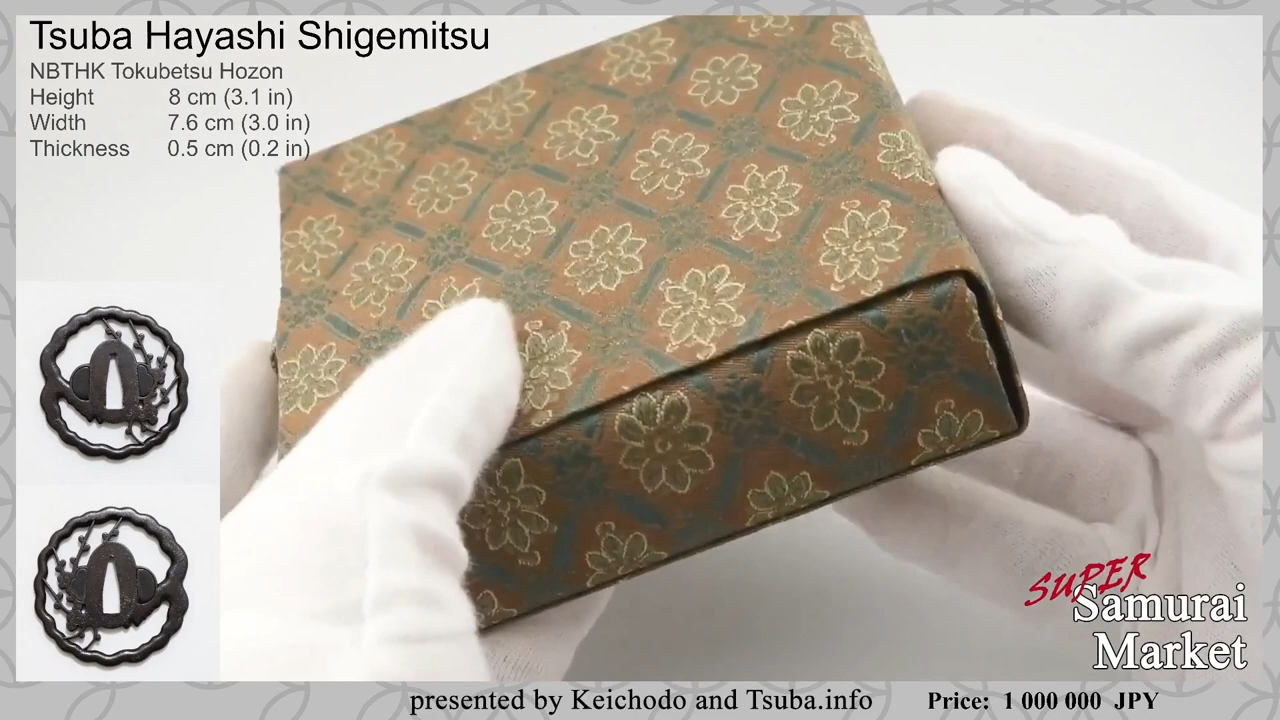 Tsuba Hayashi Shigemitsu
NBTHK Tokubetsu Hozon
Height 8 cm (3.1 in)
Width 7.6 cm (3.0 in)
Thickness 0.5 cm (0.2 in)
SUPER
Samurai
Market
presented by Keichodo and Tsuba.info Price: 1 000 000 JPY